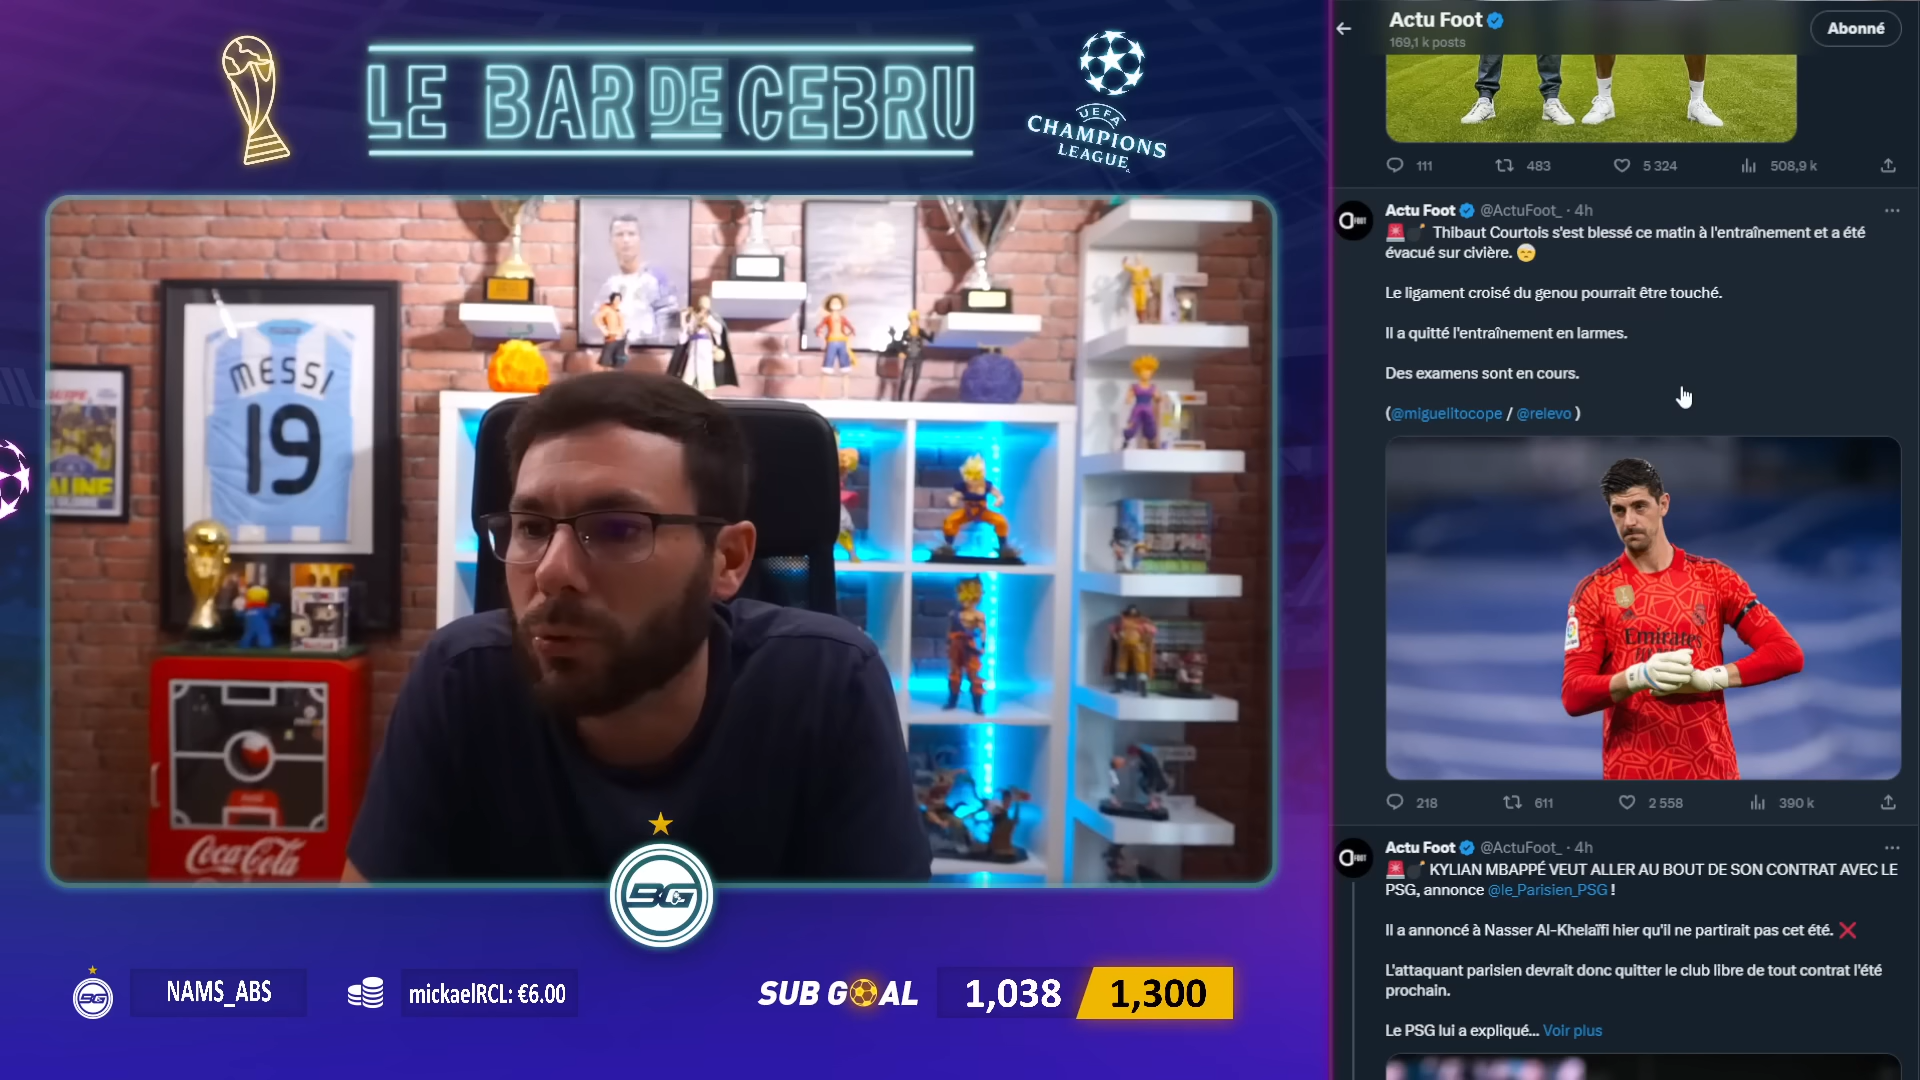 LE BAR DE CEBRU
UEFA
CHAMPIONS
LEAGUE
MESSI
19
Coca-Cola
BG
BG
NAMS_ABS
mickaelRCL: €6.00
SUB GOAL
1,038
1,300
Actu Foot
169,1 k posts
Abonné
111
483
5 324
508,9 k
Actu Foot @ActuFoot_ · 4h
Thibaut Courtois s'est blessé ce matin à l'entraînement et a été
évacué sur civière.
Le ligament croisé du genou pourrait être touché.
Il a quitté l'entraînement en larmes.
Des examens sont en cours.
(@miguelitocope / @relevo )
Emirates
218
611
2 558
390 k
Actu Foot @ActuFoot_ · 4h
KYLIAN MBAPPÉ VEUT ALLER AU BOUT DE SON CONTRAT AVEC LE
PSG, annonce @le_Parisien_PSG !
Il a annoncé à Nasser Al-Khelaïfi hier qu'il ne partirait pas cet été.
L'attaquant parisien devrait donc quitter le club libre de tout contrat l'été
prochain.
Le PSG lui a expliqué... Voir plus